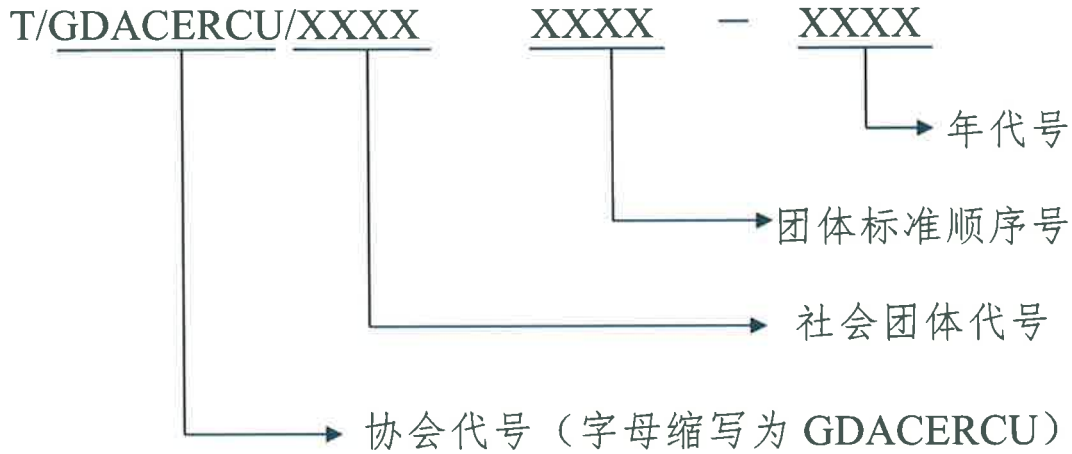 T/GDACERCU/XXXX XXXX — XXXX
年代号
团体标准顺序号
社会团体代号
协会代号（字母缩写为 GDACERCU）